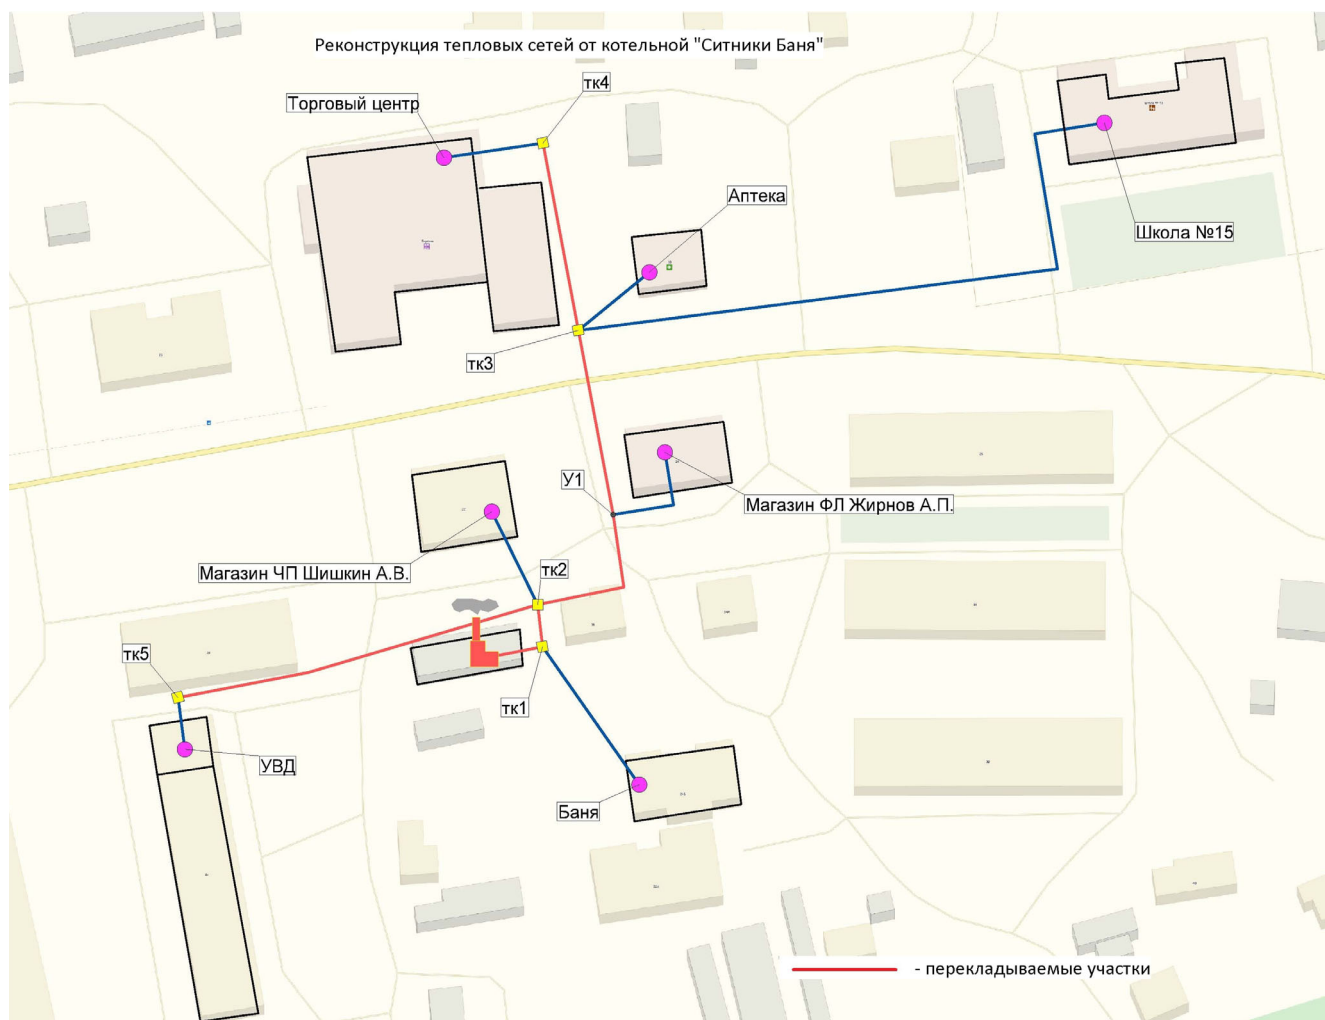 Реконструкция тепловых сетей от котельной "Ситники Баня"
тк4
Торговый центр
Аптека
Школа №15
тк3
У1
Магазин ФЛ Жирнов А.П.
Магазин ЧП Шишкин А.В.
тк2
тк5
тк1
УВД
Баня
- перекладываемые участки